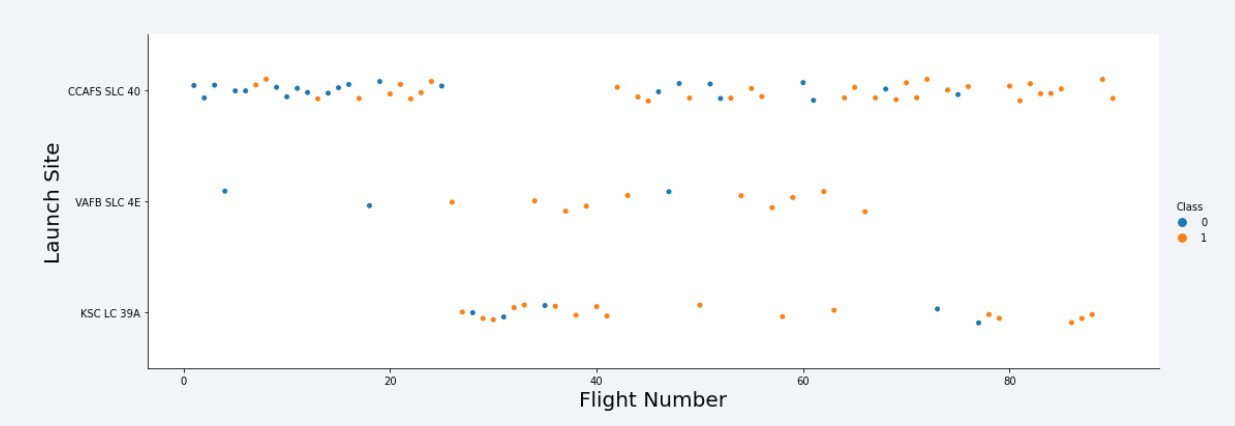 CCAFS SLC 40
VAFB SLC 4E
KSC LC 39A
Launch Site
0 20 40 60 80
Flight Number
Class
0
1